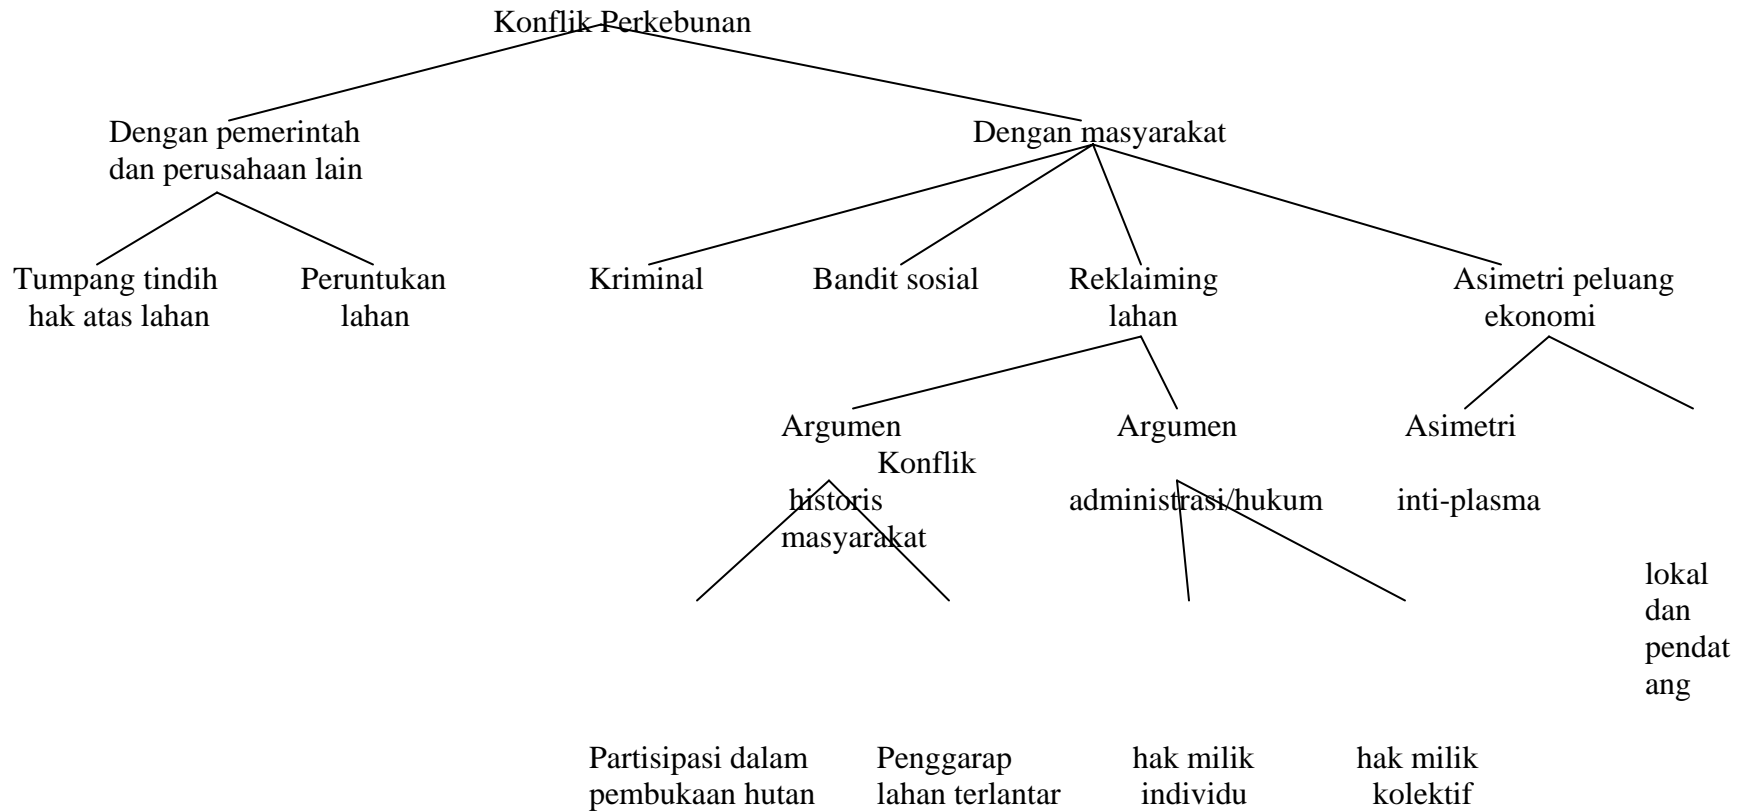 Konflik Perkebunan
Dengan pemerintah
dan perusahaan lain
Dengan masyarakat
Tumpang tindih
hak atas lahan
Peruntukan
lahan
Kriminal
Bandit sosial
Reklaiming
lahan
Asimetri peluang
ekonomi
Argumen
Konflik
historis
masyarakat
Argumen
administrasi/hukum
Asimetri
inti-plasma
lokal
dan
pendat
ang
Partisipasi dalam
pembukaan hutan
Penggarap
lahan terlantar
hak milik
individu
hak milik
kolektif